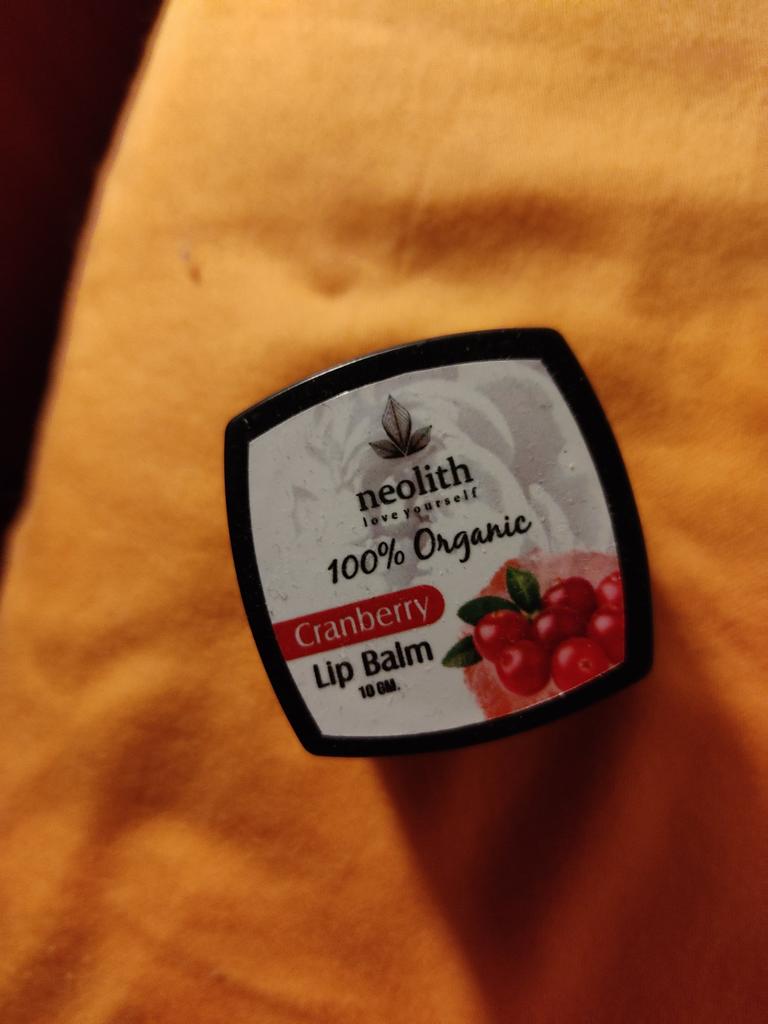 neolith
love yourself
100% Organic
Cranberry
Lip Balm
10 GM.